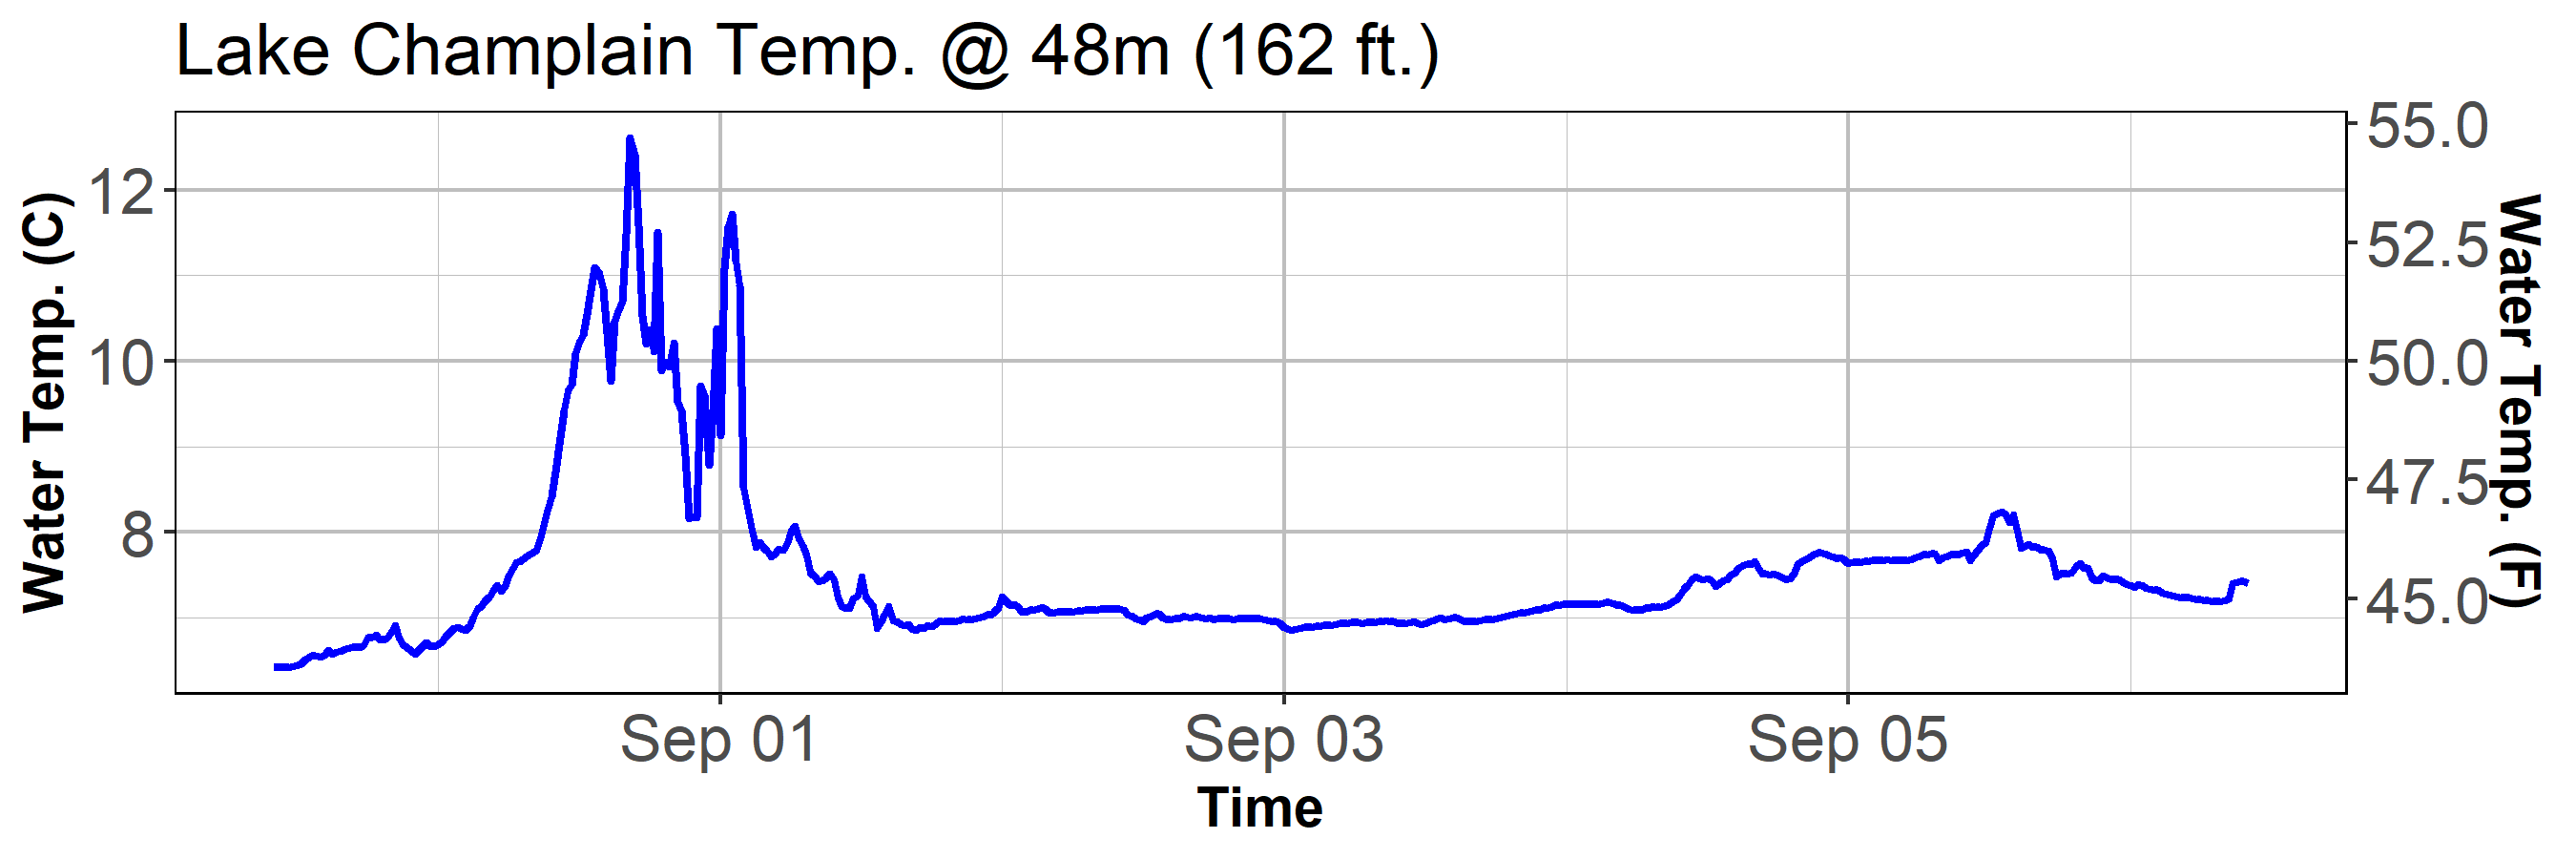 Lake Champlain Temp. @ 48m (162 ft.)
Water Temp. (C)
12
10
8
55.0
52.5
50.0
47.5
45.0
Water Temp. (F)
Sep 01
Sep 03
Sep 05
Time